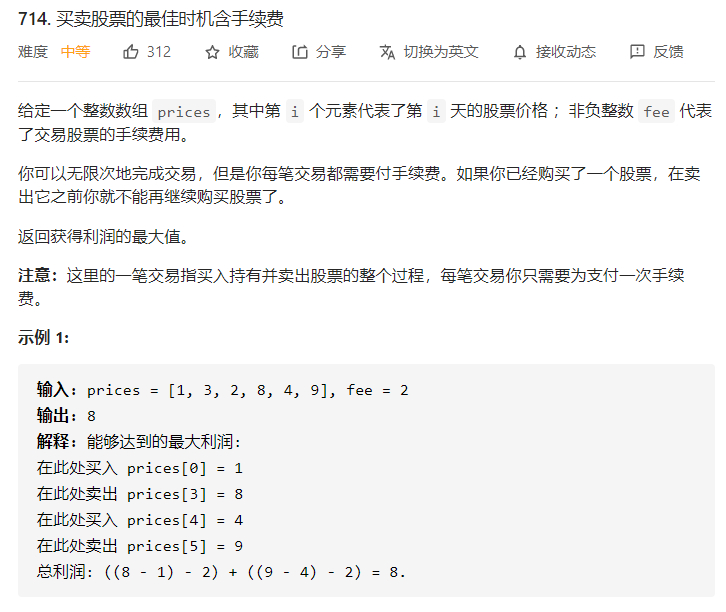 714. 买卖股票的最佳时机含手续费
难度 中等 312 收藏 分享 切换为英文 接收动态 反馈
给定一个整数数组 prices，其中第 i 个元素代表了第 i 天的股票价格 ；非负整数 fee 代表
了交易股票的手续费用。
你可以无限次地完成交易，但是你每笔交易都需要付手续费。如果你已经购买了一个股票，在卖
出它之前你就不能再继续购买股票了。
返回获得利润的最大值。
注意：这里的一笔交易指买入持有并卖出股票的整个过程，每笔交易你只需要为支付一次手续
费。
示例 1:
输入：prices = [1, 3, 2, 8, 4, 9], fee = 2
输出：8
解释：能够达到的最大利润：
在此处买入 prices[0] = 1
在此处卖出 prices[3] = 8
在此处买入 prices[4] = 4
在此处卖出 prices[5] = 9
总利润：((8 - 1) - 2) + ((9 - 4) - 2) = 8.